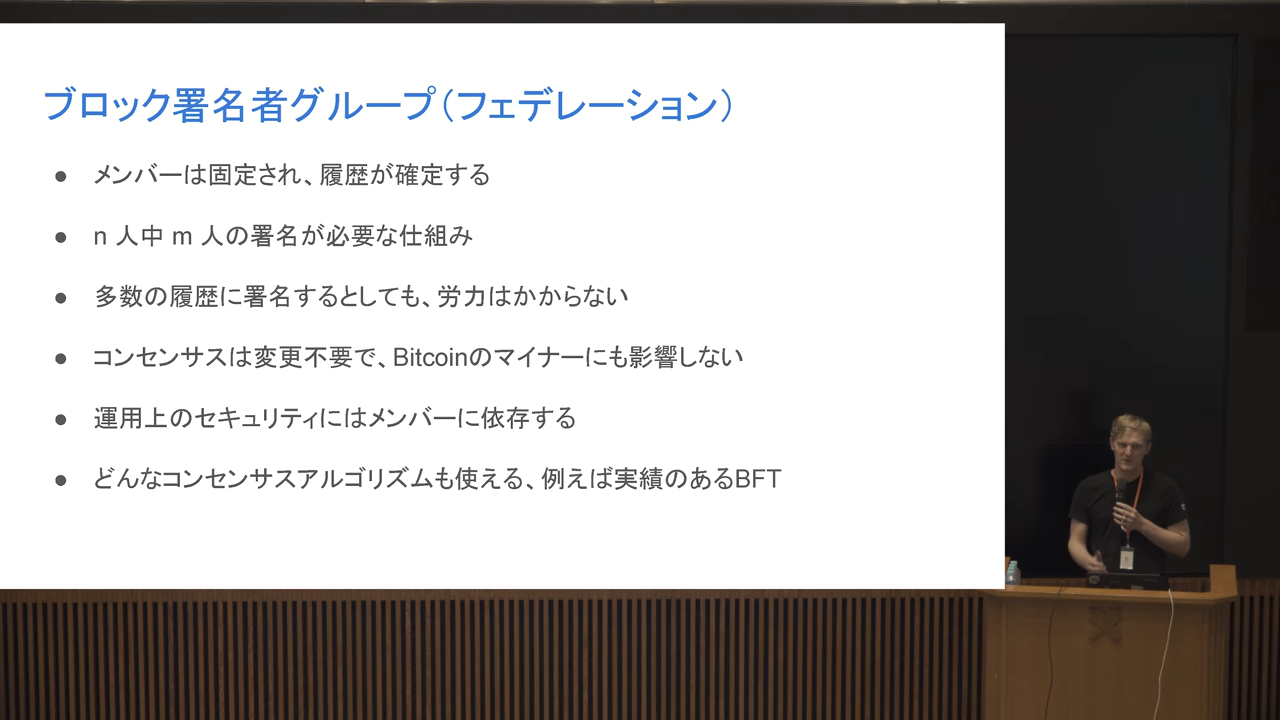 ブロック署名者グループ（フェデレーション）
● メンバーは固定され、履歴が確定する
● n 人中 m 人の署名が必要な仕組み
● 多数の履歴に署名するとしても、労力はかからない
● コンセンサスは変更不要で、Bitcoinのマイナーにも影響しない
● 運用上のセキュリティにはメンバーに依存する
● どんなコンセンサスアルゴリズムも使える、例えば実績のあるBFT